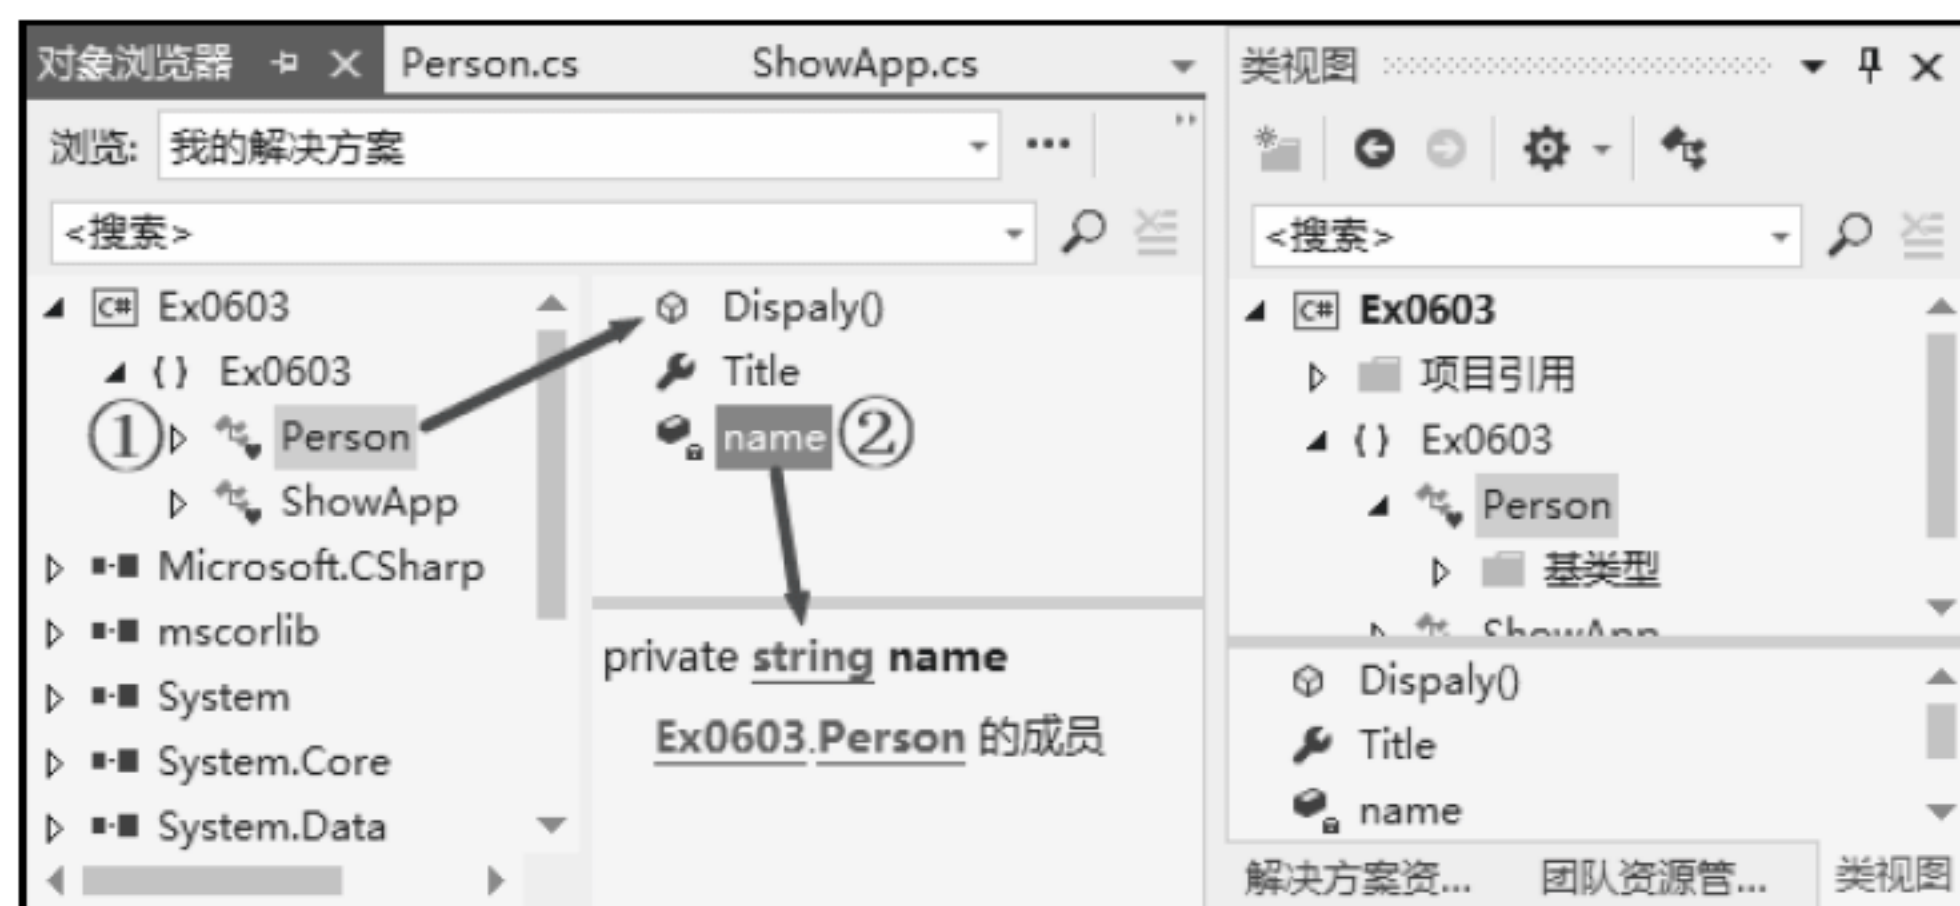 对象浏览器
Person.cs
ShowApp.cs
浏览:
我的解决方案
<搜索>
C# Ex0603
{ } Ex0603
① Person
ShowApp
Microsoft.CSharp
mscorlib
System
System.Core
System.Data
Dispaly()
Title
name ②
private string name
Ex0603.Person 的成员
类视图
<搜索>
C# Ex0603
项目引用
{ } Ex0603
Person
基类型
ShowApp
Dispaly()
Title
name
解决方案资...
团队资源管...
类视图